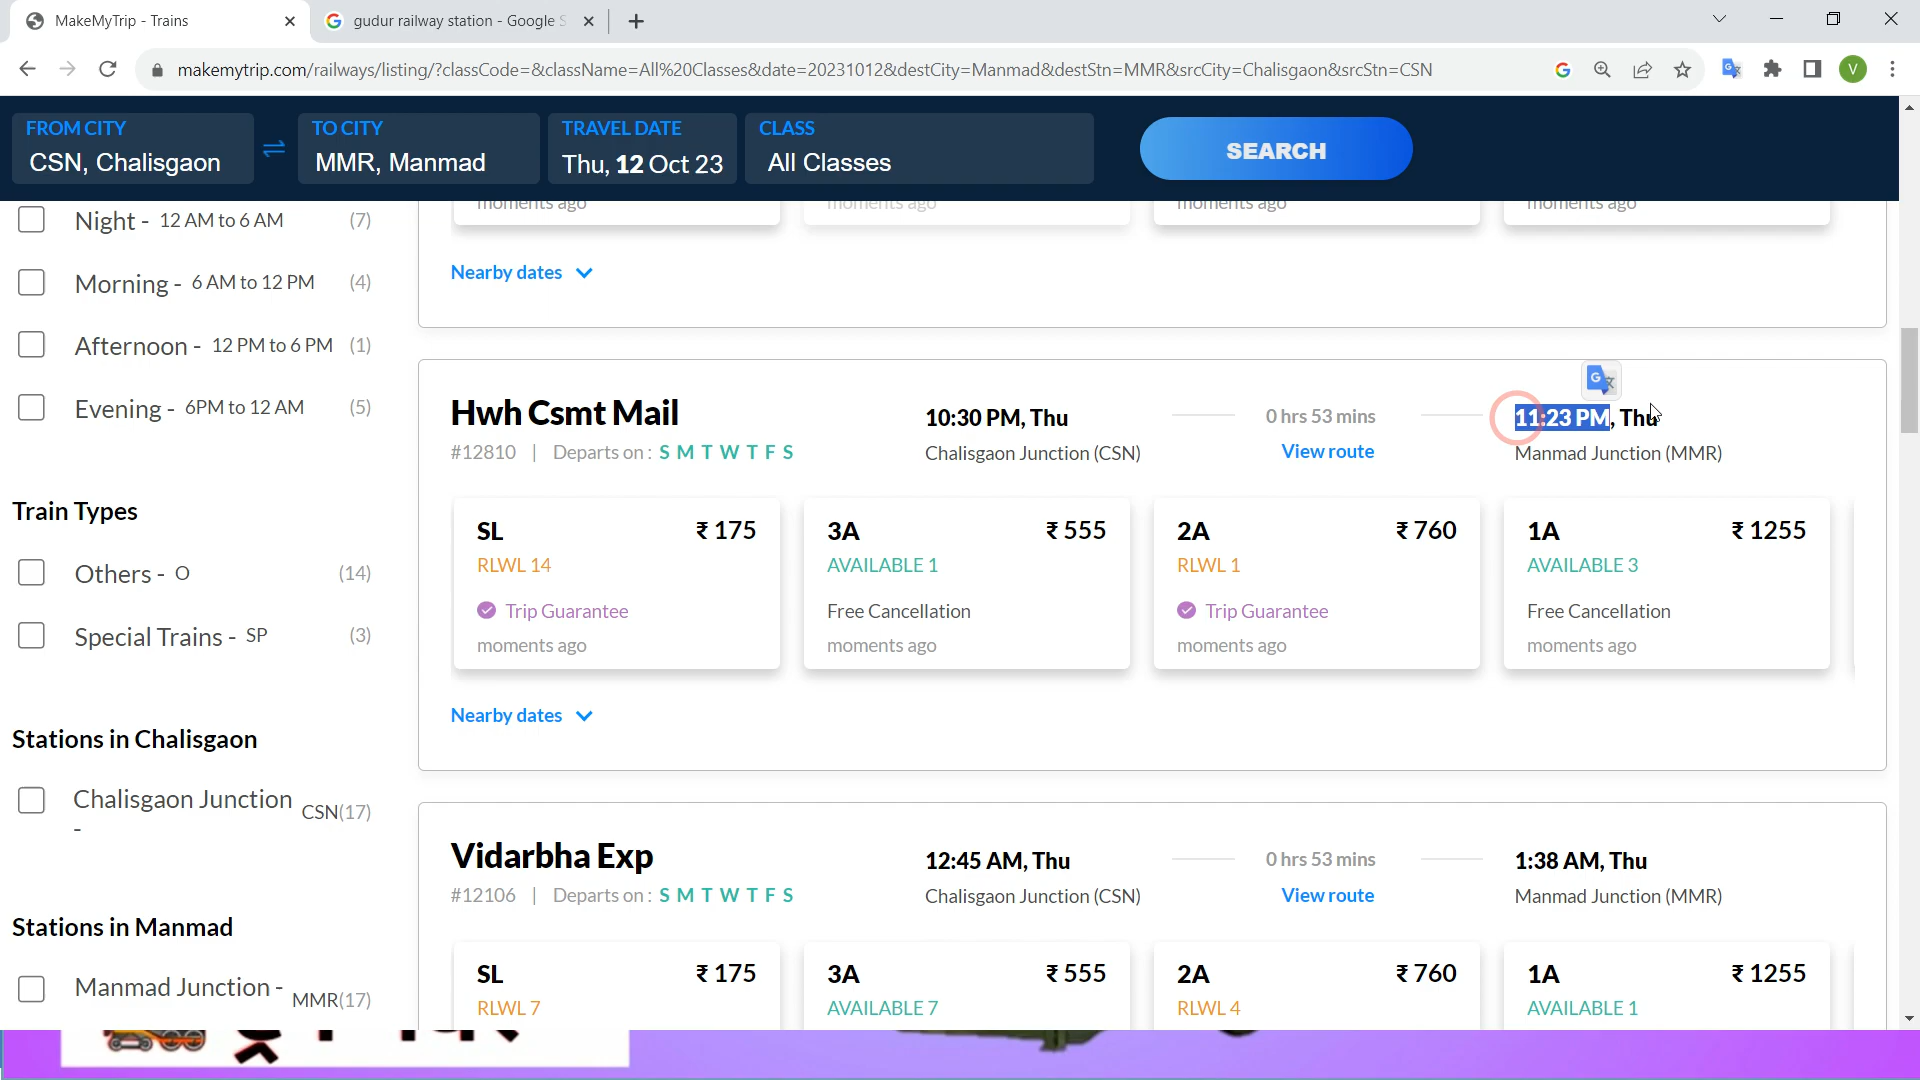 MakeMyTrip - Trains
gudur railway station - Google S
makemytrip.com/railways/listing/?classCode=&className=All%20Classes&date=20231012&destCity=Manmad&destStn=MMR&srcCity=Chalisgaon&srcStn=CSN
V
FROM CITY
CSN, Chalisgaon
TO CITY
MMR, Manmad
TRAVEL DATE
Thu, 12 Oct 23
CLASS
All Classes
SEARCH
moments ago
moments ago
moments ago
moments ago
Nearby dates
Night - 12 AM to 6 AM (7)
Morning - 6 AM to 12 PM (4)
Afternoon - 12 PM to 6 PM (1)
Evening - 6PM to 12 AM (5)
Train Types
Others - O (14)
Special Trains - SP (3)
Stations in Chalisgaon
Chalisgaon Junction
- CSN(17)
Stations in Manmad
Manmad Junction - MMR(17)
Hwh Csmt Mail
#12810 | Departs on : S M T W T F S
10:30 PM, Thu
Chalisgaon Junction (CSN)
0 hrs 53 mins
View route
11:23 PM, Thu
Manmad Junction (MMR)
SL ₹ 175
RLWL 14
Trip Guarantee
moments ago
3A ₹ 555
AVAILABLE 1
Free Cancellation
moments ago
2A ₹ 760
RLWL 1
Trip Guarantee
moments ago
1A ₹ 1255
AVAILABLE 3
Free Cancellation
moments ago
Nearby dates
Vidarbha Exp
#12106 | Departs on : S M T W T F S
12:45 AM, Thu
Chalisgaon Junction (CSN)
0 hrs 53 mins
View route
1:38 AM, Thu
Manmad Junction (MMR)
SL ₹ 175
RLWL 7
3A ₹ 555
AVAILABLE 7
2A ₹ 760
RLWL 4
1A ₹ 1255
AVAILABLE 1